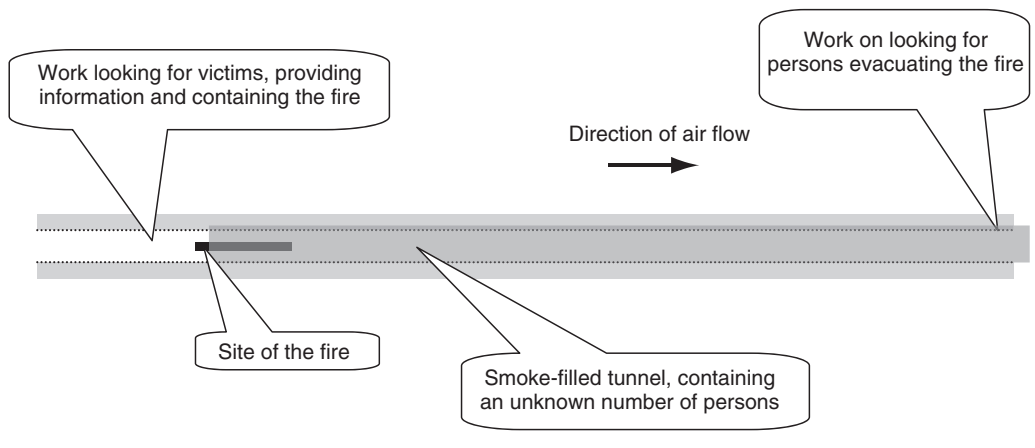 Work looking for victims, providing
information and containing the fire
Work on looking for
persons evacuating the fire
Direction of air flow
Site of the fire
Smoke-filled tunnel, containing
an unknown number of persons